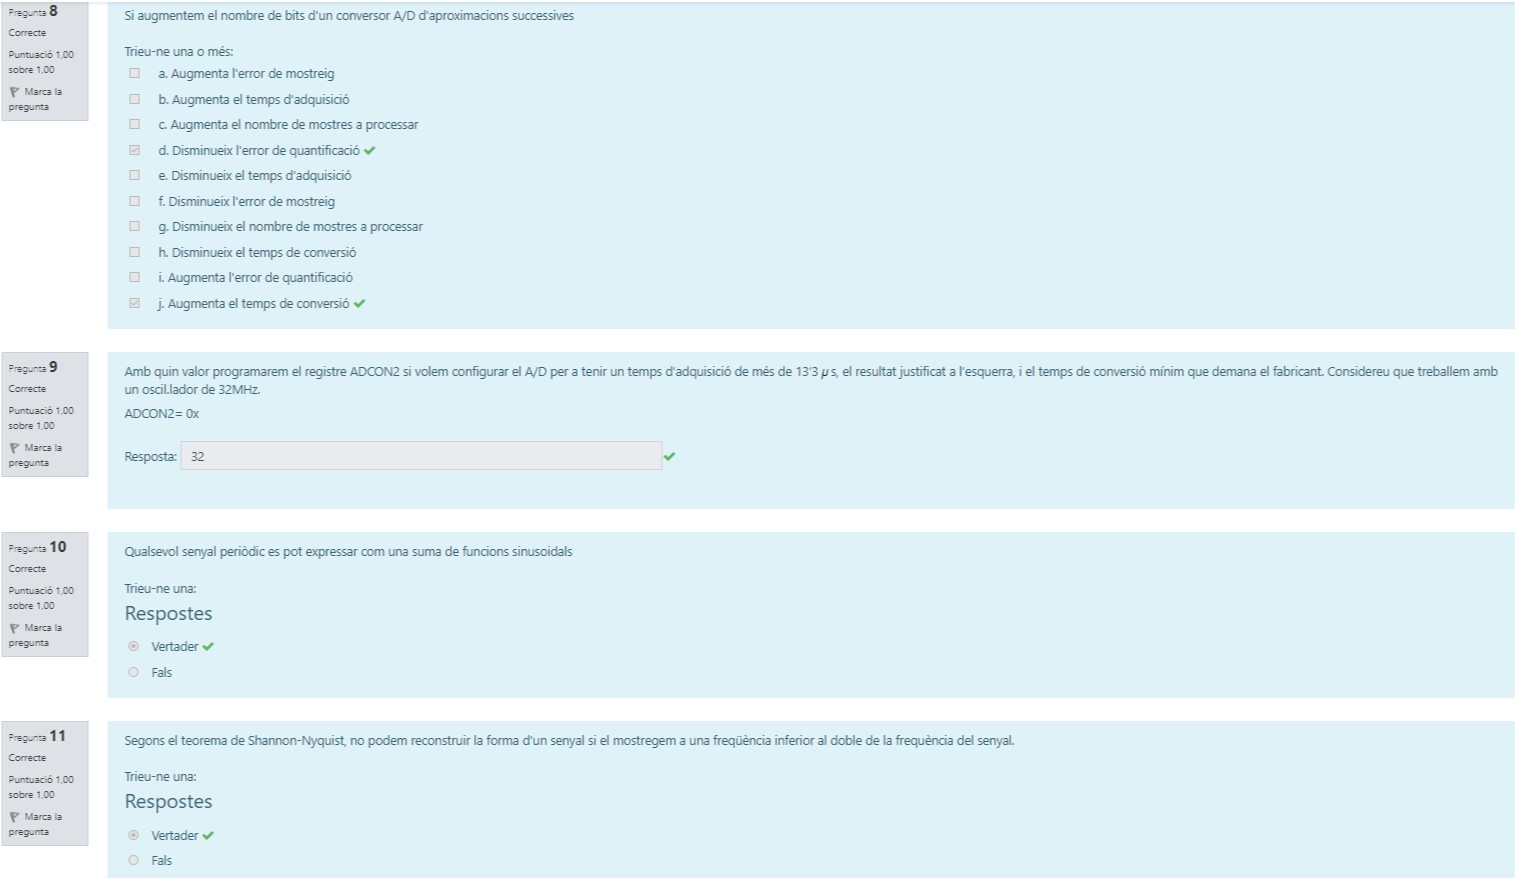 Pregunta 8
Correcte
Puntuació 1,00
sobre 1,00
Marca la
pregunta
Si augmentem el nombre de bits d'un conversor A/D d'aproximacions successives
Trieu-ne una o més:
a. Augmenta l'error de mostreig
b. Augmenta el temps d'adquisició
c. Augmenta el nombre de mostres a processar
d. Disminueix l'error de quantificació
e. Disminueix el temps d'adquisició
f. Disminueix l'error de mostreig
g. Disminueix el nombre de mostres a processar
h. Disminueix el temps de conversió
i. Augmenta l'error de quantificació
j. Augmenta el temps de conversió
Pregunta 9
Correcte
Puntuació 1,00
sobre 1,00
Marca la
pregunta
Amb quin valor programarem el registre ADCON2 si volem configurar el A/D per a tenir un temps d'adquisició de més de 13'3 μs, el resultat justificat a l'esquerra, i el temps de conversió mínim que demana el fabricant. Considereu que treballem amb
un oscil.lador de 32MHz.
ADCON2= 0x
Resposta: 32
Pregunta 10
Correcte
Puntuació 1,00
sobre 1,00
Marca la
pregunta
Qualsevol senyal periòdic es pot expressar com una suma de funcions sinusoidals
Trieu-ne una:
Respostes
Vertader
Fals
Pregunta 11
Correcte
Puntuació 1,00
sobre 1,00
Marca la
pregunta
Segons el teorema de Shannon-Nyquist, no podem reconstruir la forma d'un senyal si el mostregem a una freqüència inferior al doble de la frequència del senyal.
Trieu-ne una:
Respostes
Vertader
Fals